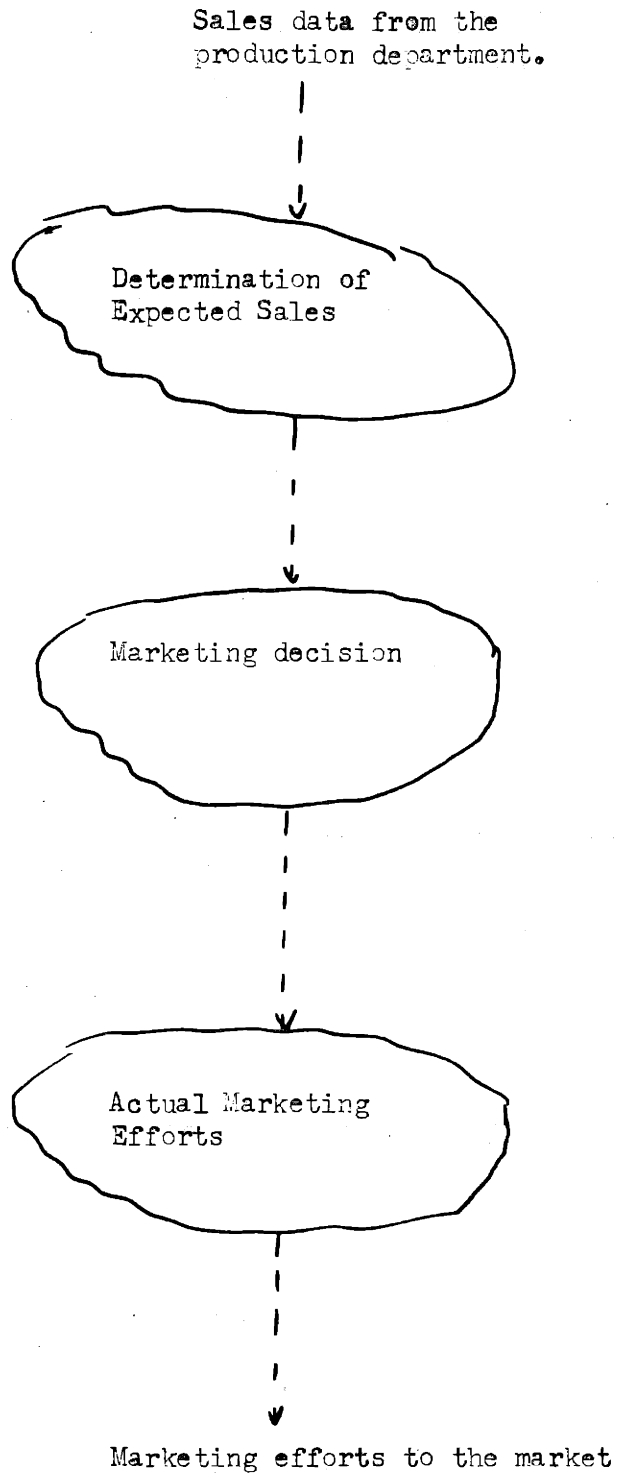 Sales data from the
production department.
Determination of
Expected Sales
Marketing decision
Actual Marketing
Efforts
Marketing efforts to the market